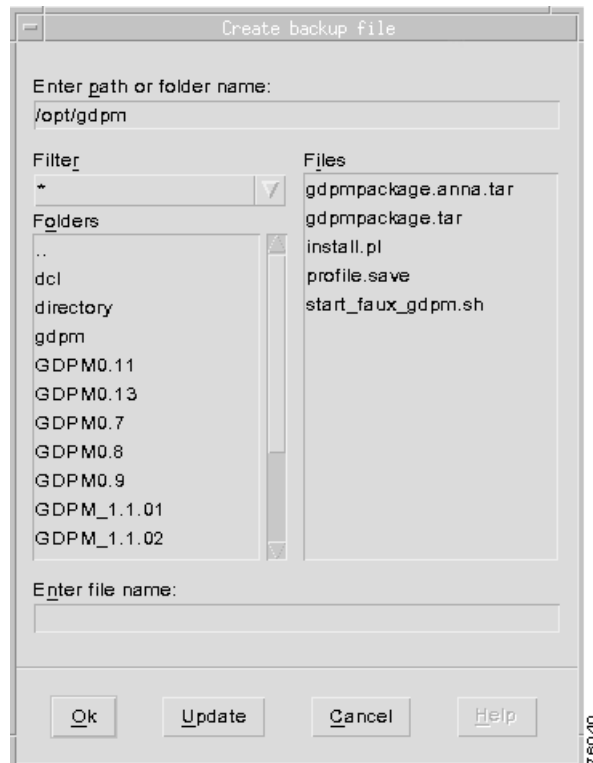 Create backup file
Enter path or folder name:
/opt/gdpm
Filter
*
Folders
..
dcl
directory
gdpm
GDPM0.11
GDPM0.13
GDPM0.7
GDPM0.8
GDPM0.9
GDPM_1.1.01
GDPM_1.1.02
Files
gdpmpackage.anna.tar
gdpmpackage.tar
install.pl
profile.save
start_faux_gdpm.sh
Enter file name:
Ok
Update
Cancel
Help
76040